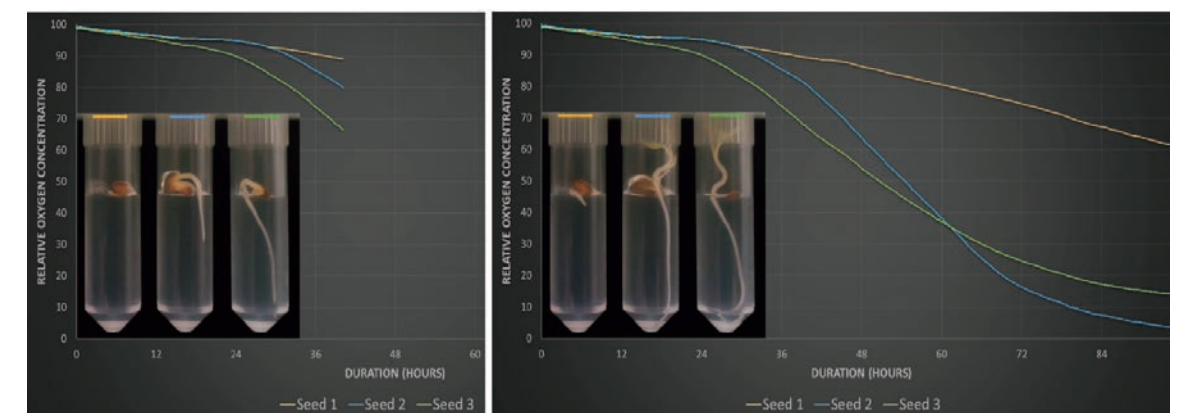 RELATIVE OXYGEN CONCENTRATION
100
90
80
70
60
50
40
30
20
10
0
0 12 24 36 48 60
DURATION (HOURS)
Seed 1 Seed 2 Seed 3
RELATIVE OXYGEN CONCENTRATION
100
90
80
70
60
50
40
30
20
10
0
0 12 24 36 48 60 72 84
DURATION (HOURS)
Seed 1 Seed 2 Seed 3